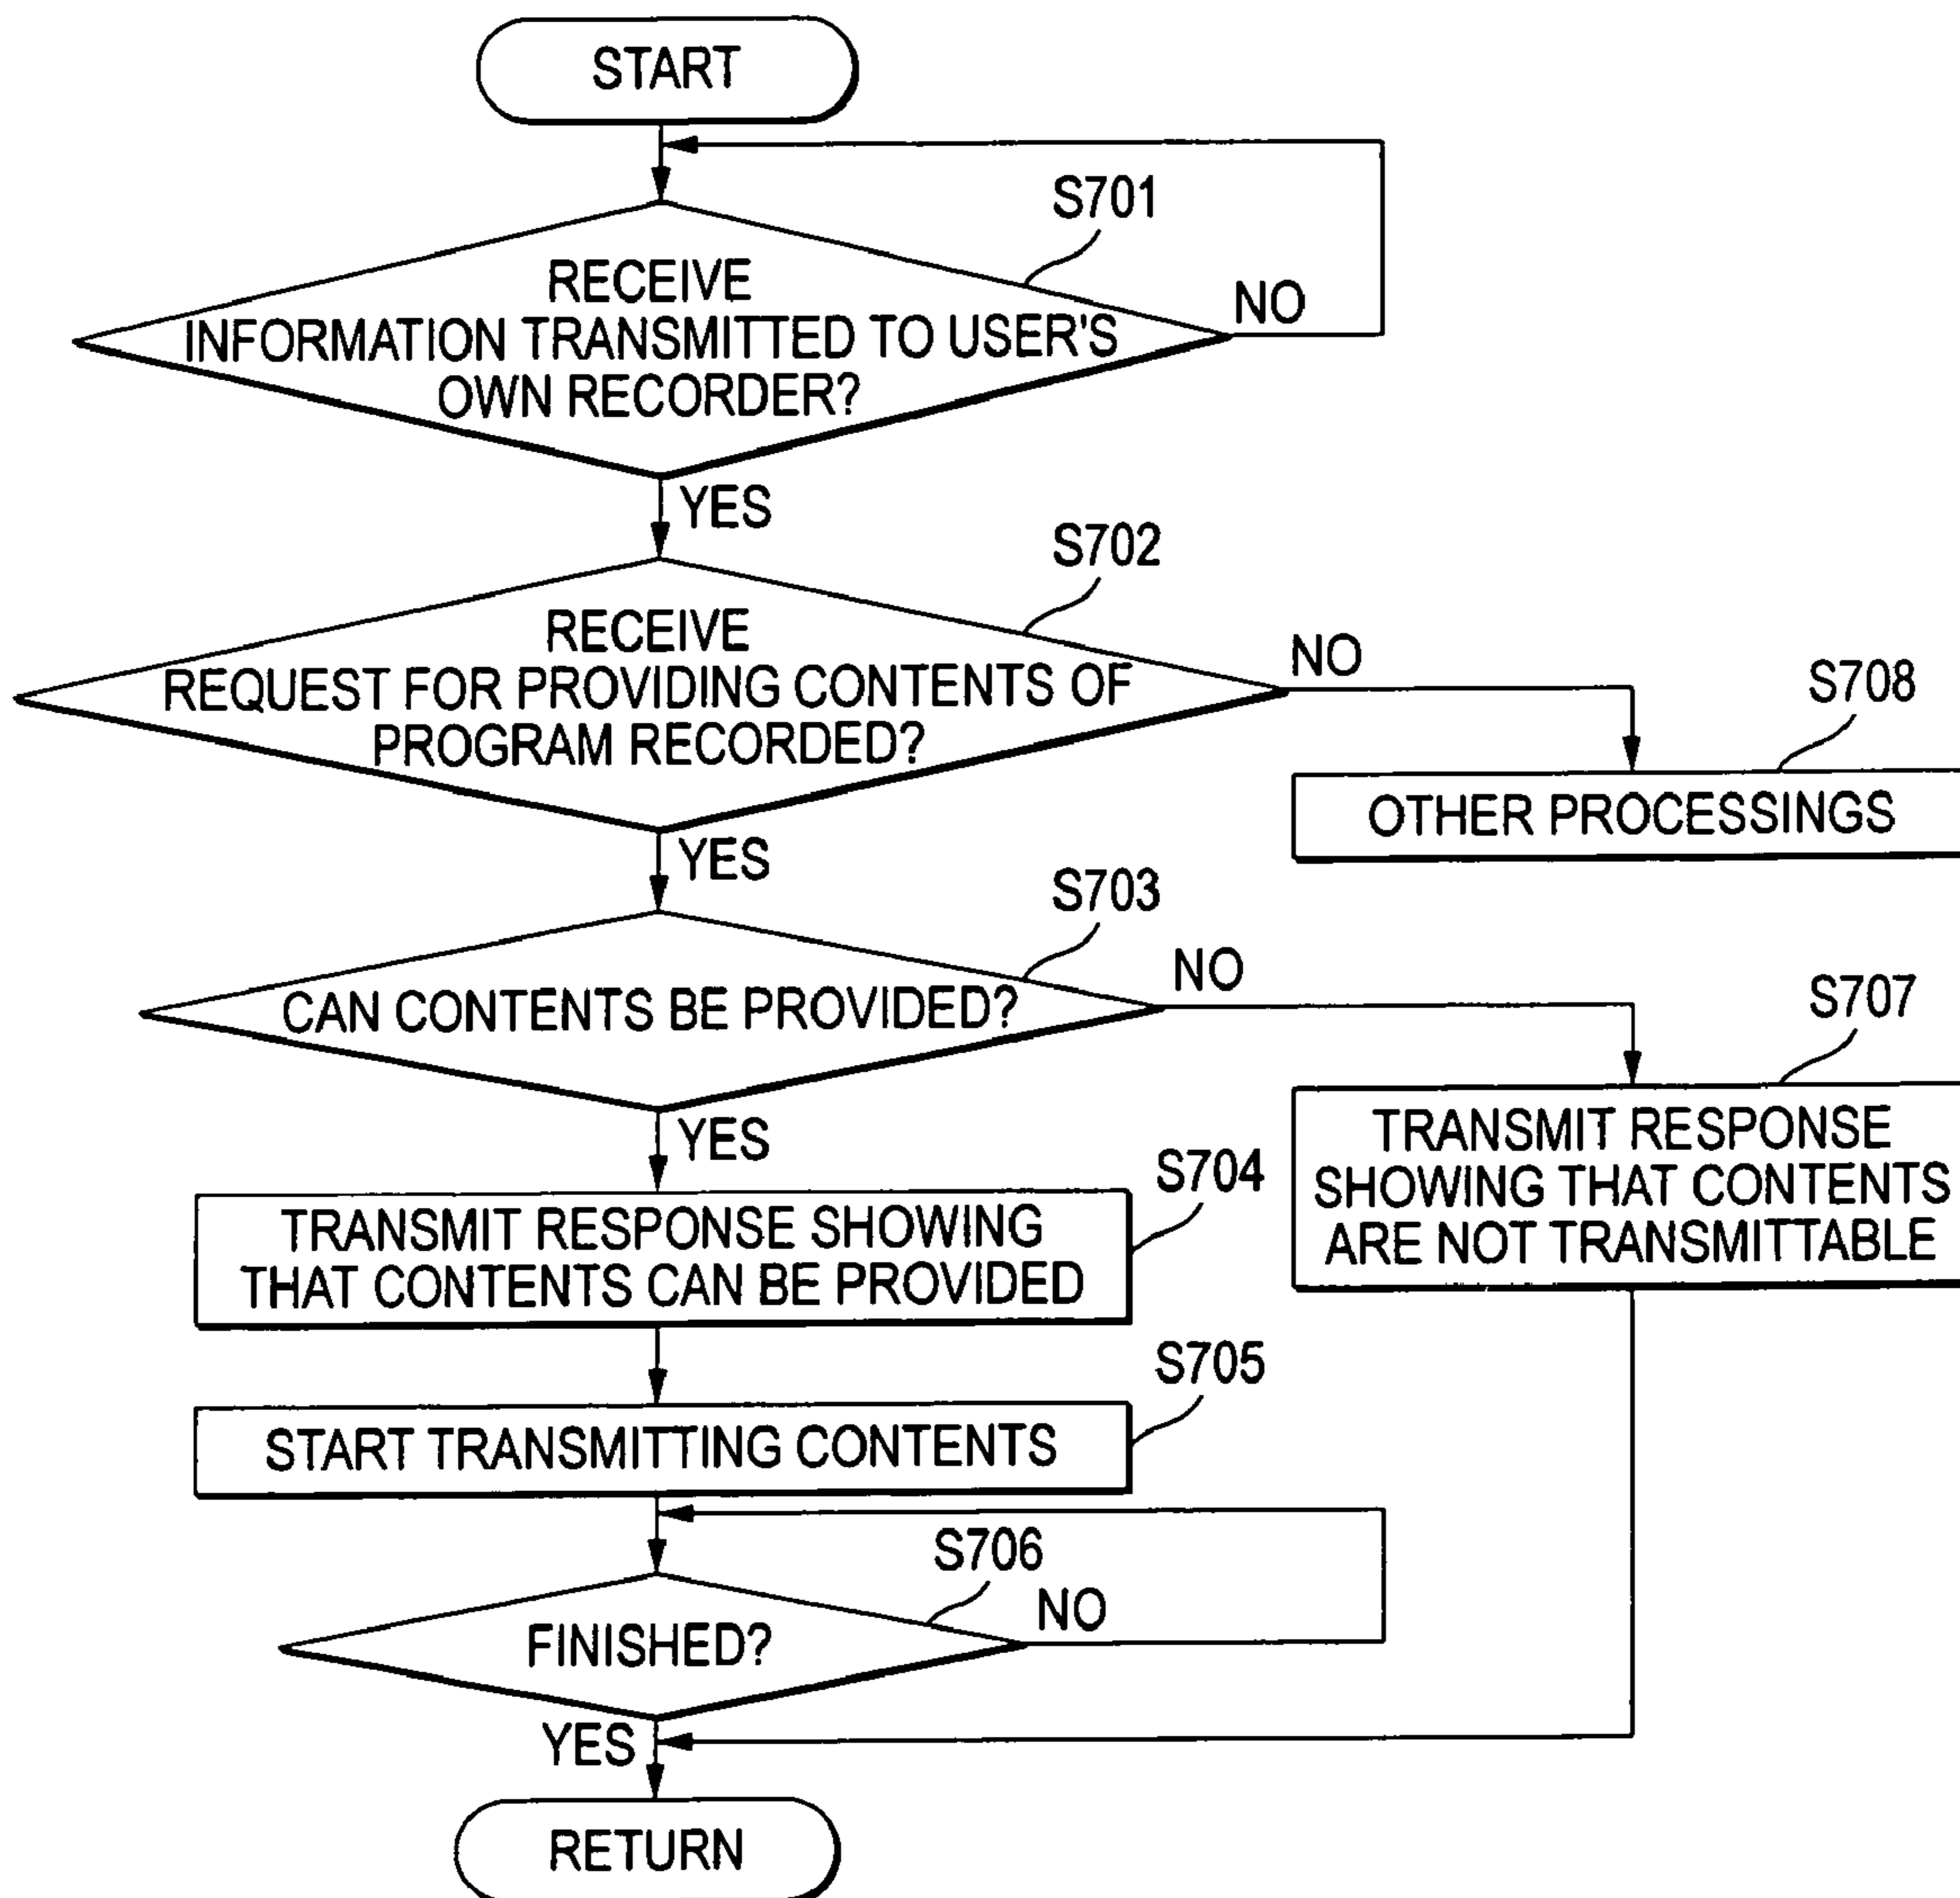 START
S701
RECEIVE
INFORMATION TRANSMITTED TO USER'S
OWN RECORDER?
NO
YES
S702
RECEIVE
REQUEST FOR PROVIDING CONTENTS OF
PROGRAM RECORDED?
NO
S708
OTHER PROCESSINGS
YES
S703
CAN CONTENTS BE PROVIDED?
NO
S707
TRANSMIT RESPONSE
SHOWING THAT CONTENTS
ARE NOT TRANSMITTABLE
YES
S704
TRANSMIT RESPONSE SHOWING
THAT CONTENTS CAN BE PROVIDED
S705
START TRANSMITTING CONTENTS
S706
FINISHED?
NO
YES
RETURN